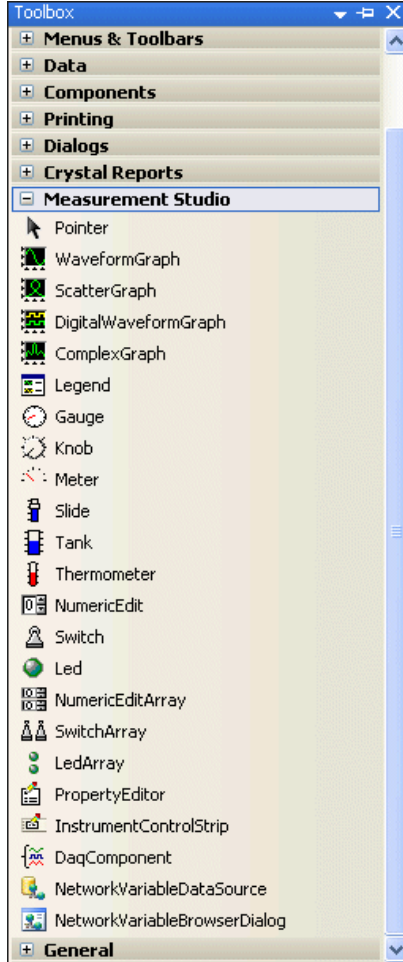 Toolbox
Menus & Toolbars
Data
Components
Printing
Dialogs
Crystal Reports
Measurement Studio
Pointer
WaveformGraph
ScatterGraph
DigitalWaveformGraph
ComplexGraph
Legend
Gauge
Knob
Meter
Slide
Tank
Thermometer
NumericEdit
Switch
Led
NumericEditArray
SwitchArray
LedArray
PropertyEditor
InstrumentControlStrip
DaqComponent
NetworkVariableDataSource
NetworkVariableBrowserDialog
General